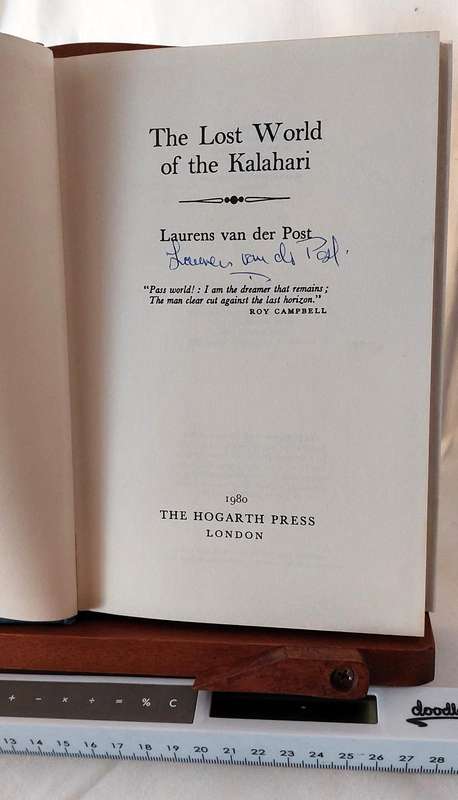 The Lost World
of the Kalahari
Laurens van der Post
Laurens van der Post.
"Pass world! : I am the dreamer that remains ;
The man clear cut against the last horizon."
ROY CAMPBELL
1980
THE HOGARTH PRESS
LONDON
+ − × ÷ = % C
doodle
13 14 15 16 17 18 19 20 21 22 23 24 25 26 27 28